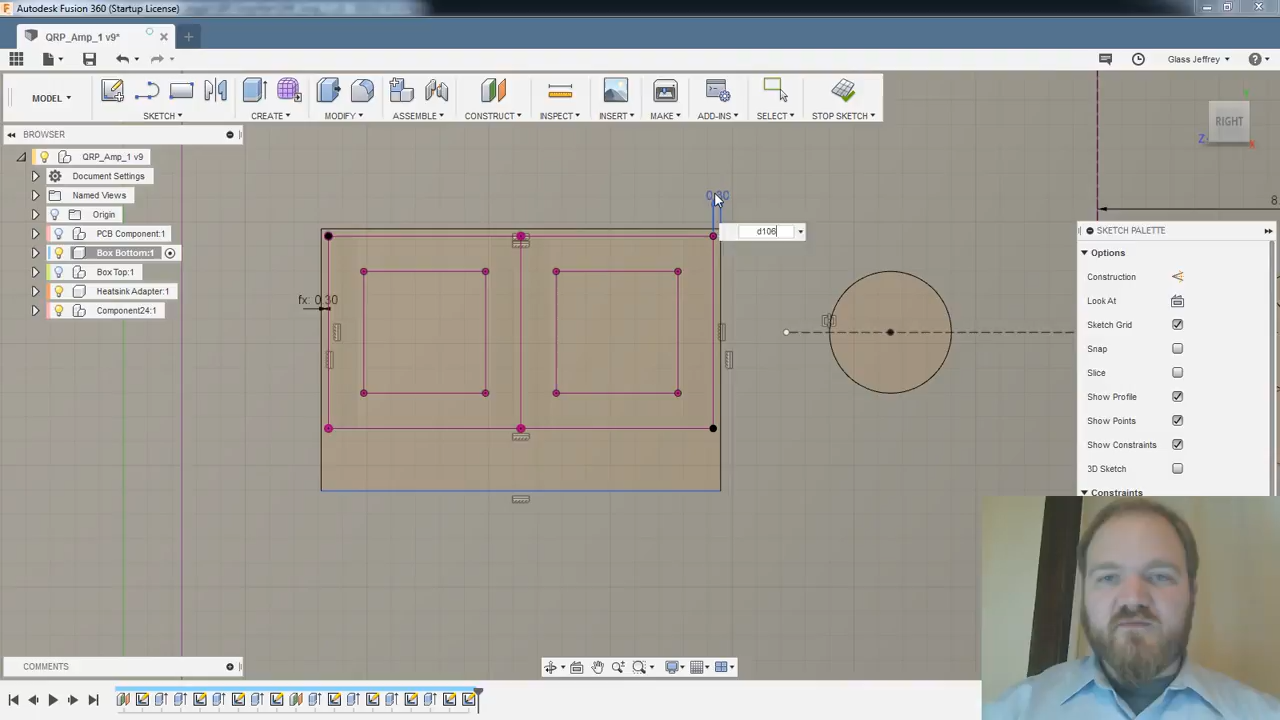 Autodesk Fusion 360 (Startup License)
QRP_Amp_1 v9*
Glass Jeffrey
MODEL
SKETCH
CREATE
MODIFY
ASSEMBLE
CONSTRUCT
INSPECT
INSERT
MAKE
ADD-INS
SELECT
STOP SKETCH
BROWSER
QRP_Amp_1 v9
Document Settings
Named Views
Origin
PCB Component:1
Box Bottom:1
Box Top:1
Heatsink Adapter:1
Component24:1
RIGHT
Z
X
8
0.30
d106
fx: 0.30
SKETCH PALETTE
Options
Construction
Look At
Sketch Grid
Snap
Slice
Show Profile
Show Points
Show Constraints
3D Sketch
Constraints
COMMENTS